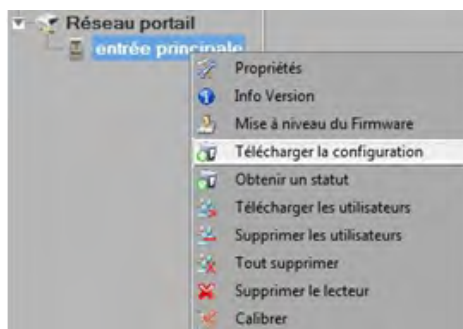 Réseau portail
entrée principale
Propriétés
Info Version
Mise à niveau du Firmware
Télécharger la configuration
Obtenir un statut
Télécharger les utilisateurs
Supprimer les utilisateurs
Tout supprimer
Supprimer le lecteur
Calibrer